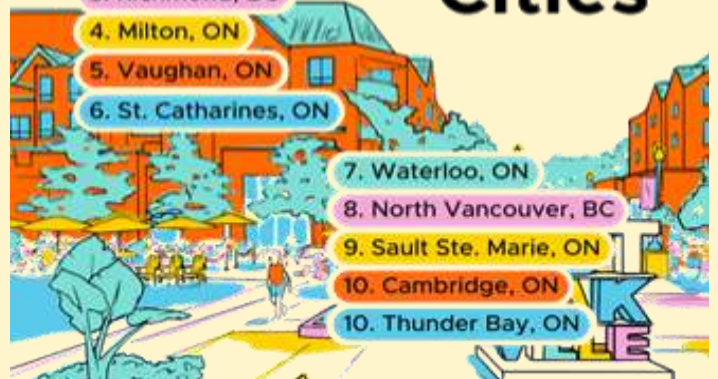 Cities
4. Milton, ON
5. Vaughan, ON
6. St. Catharines, ON
7. Waterloo, ON
8. North Vancouver, BC
9. Sault Ste. Marie, ON
10. Cambridge, ON
10. Thunder Bay, ON